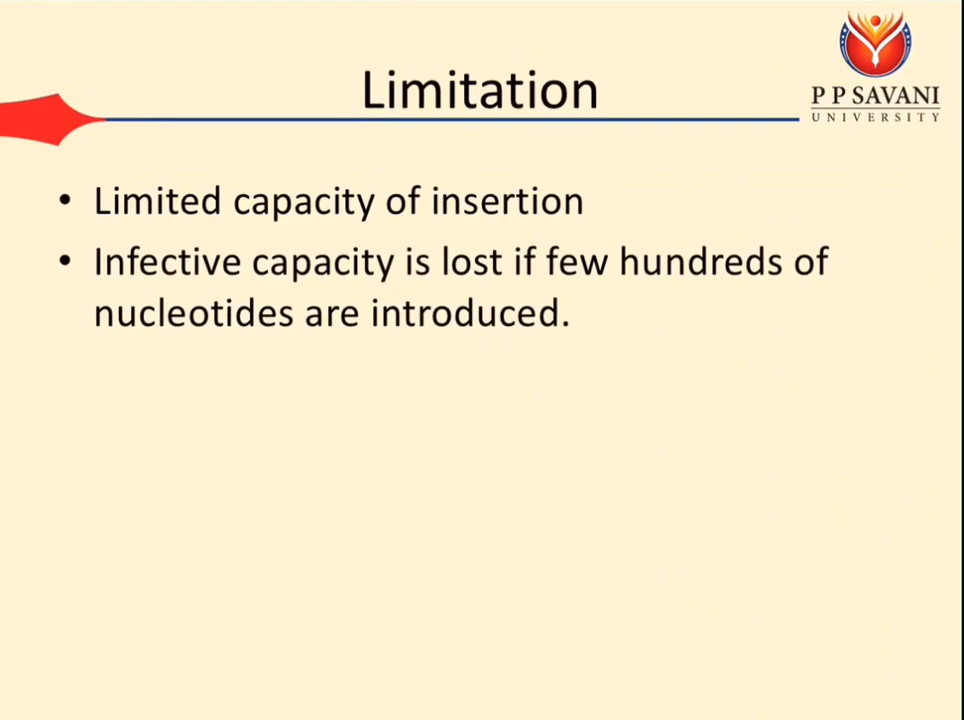 Limitation
P P SAVANI
UNIVERSITY
• Limited capacity of insertion
• Infective capacity is lost if few hundreds of
nucleotides are introduced.